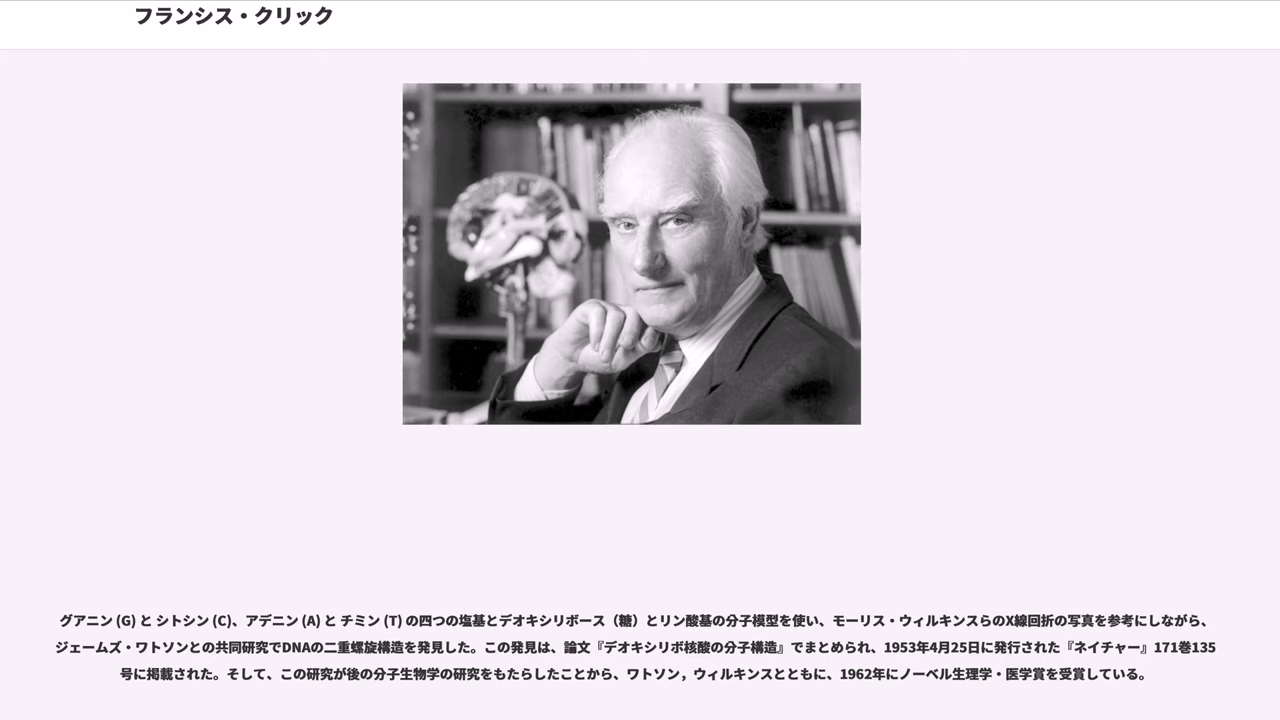 フランシス・クリック
グアニン (G) と シトシン (C)、アデニン (A) と チミン (T) の四つの塩基とデオキシリボース（糖）とリン酸基の分子模型を使い、モーリス・ウィルキンスらのX線回折の写真を参考にしながら、
ジェームズ・ワトソンとの共同研究でDNAの二重螺旋構造を発見した。この発見は、論文『デオキシリボ核酸の分子構造』でまとめられ、1953年4月25日に発行された『ネイチャー』171巻135
号に掲載された。そして、この研究が後の分子生物学の研究をもたらしたことから、ワトソン，ウィルキンスとともに、1962年にノーベル生理学・医学賞を受賞している。